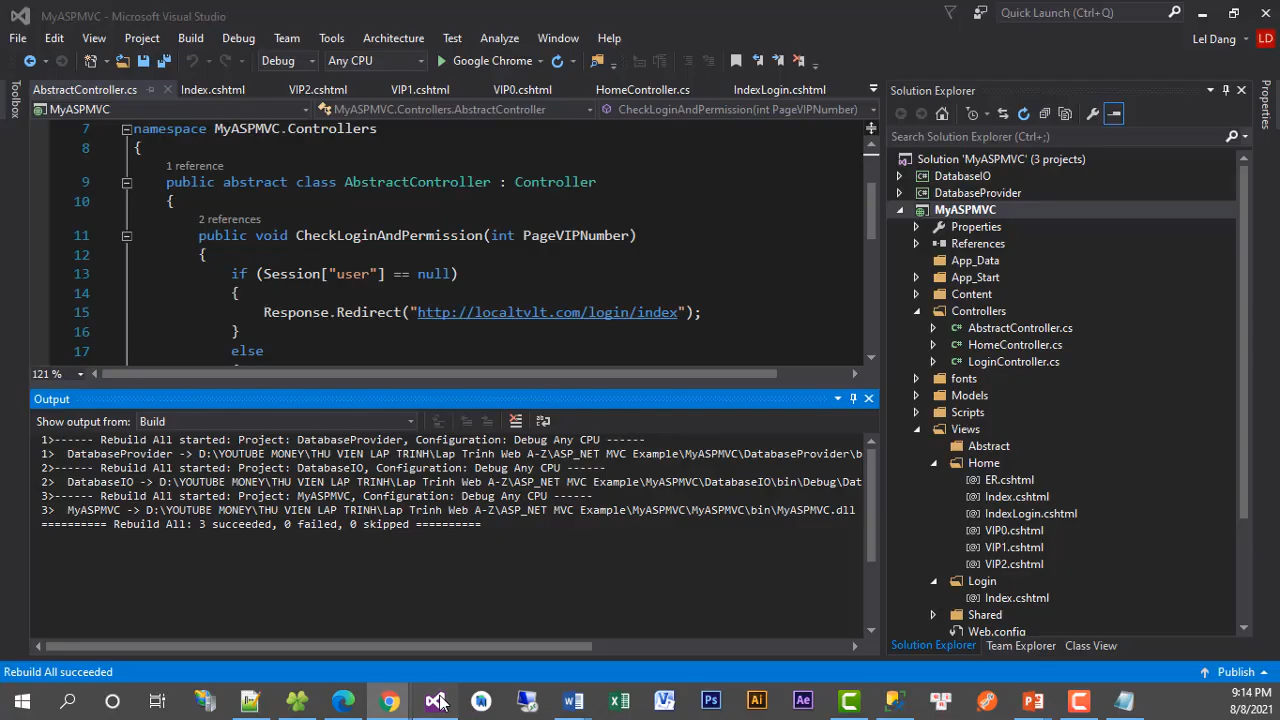 MyASPMVC - Microsoft Visual Studio
Quick Launch (Ctrl+Q)
File Edit View Project Build Debug Team Tools Architecture Test Analyze Window Help
Lel Dang LD
Debug Any CPU Google Chrome
Toolbox
AbstractController.cs Index.cshtml VIP2.cshtml VIP1.cshtml VIP0.cshtml HomeController.cs IndexLogin.cshtml
MyASPMVC MyASPMVC.Controllers.AbstractController CheckLoginAndPermission(int PageVIPNumber)
7 namespace MyASPMVC.Controllers
8 {
1 reference
9 public abstract class AbstractController : Controller
10 {
2 references
11 public void CheckLoginAndPermission(int PageVIPNumber)
12 {
13 if (Session["user"] == null)
14 {
15 Response.Redirect("http://localtvlt.com/login/index");
16 }
17 else
121 %
Output
Show output from: Build
1>------ Rebuild All started: Project: DatabaseProvider, Configuration: Debug Any CPU ------
1> DatabaseProvider -> D:\YOUTUBE MONEY\THU VIEN LAP TRINH\Lap Trinh Web A-Z\ASP_NET MVC Example\MyASPMVC\DatabaseProvider\b
2>------ Rebuild All started: Project: DatabaseIO, Configuration: Debug Any CPU ------
2> DatabaseIO -> D:\YOUTUBE MONEY\THU VIEN LAP TRINH\Lap Trinh Web A-Z\ASP_NET MVC Example\MyASPMVC\DatabaseIO\bin\Debug\Dat
3>------ Rebuild All started: Project: MyASPMVC, Configuration: Debug Any CPU ------
3> MyASPMVC -> D:\YOUTUBE MONEY\THU VIEN LAP TRINH\Lap Trinh Web A-Z\ASP_NET MVC Example\MyASPMVC\MyASPMVC\bin\MyASPMVC.dll
========== Rebuild All: 3 succeeded, 0 failed, 0 skipped ==========
Solution Explorer
Properties
Search Solution Explorer (Ctrl+;)
Solution 'MyASPMVC' (3 projects)
DatabaseIO
DatabaseProvider
MyASPMVC
Properties
References
App_Data
App_Start
Content
Controllers
AbstractController.cs
HomeController.cs
LoginController.cs
fonts
Models
Scripts
Views
Abstract
Home
ER.cshtml
Index.cshtml
IndexLogin.cshtml
VIP0.cshtml
VIP1.cshtml
VIP2.cshtml
Login
Index.cshtml
Shared
Web.config
Solution Explorer Team Explorer Class View
Rebuild All succeeded
Publish
Ps Ai Ae
9:14 PM
8/8/2021